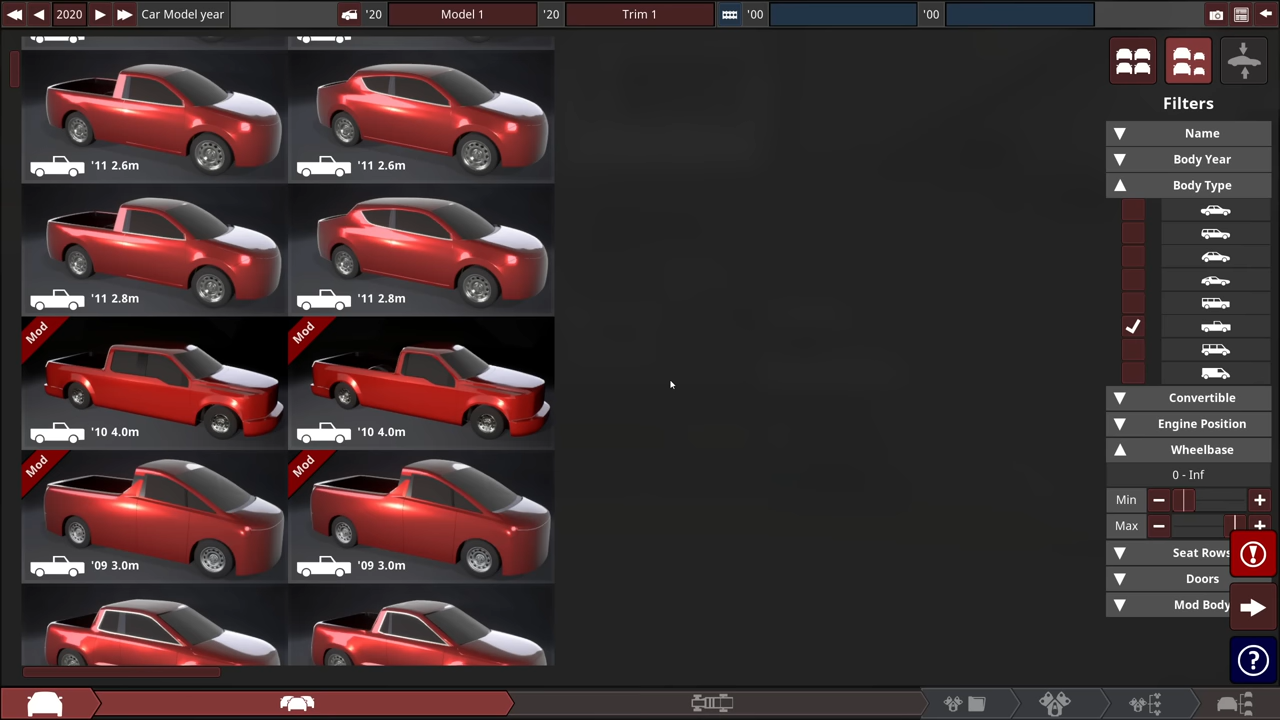 2020
Car Model year
'20
Model 1
'20
Trim 1
'00
'00
'11 2.6m
'11 2.6m
'11 2.8m
'11 2.8m
Mod
'10 4.0m
Mod
'10 4.0m
Mod
'09 3.0m
Mod
'09 3.0m
Filters
Name
Body Year
Body Type
Convertible
Engine Position
Wheelbase
0 - Inf
Min
Max
Seat Rows
Doors
Mod Body